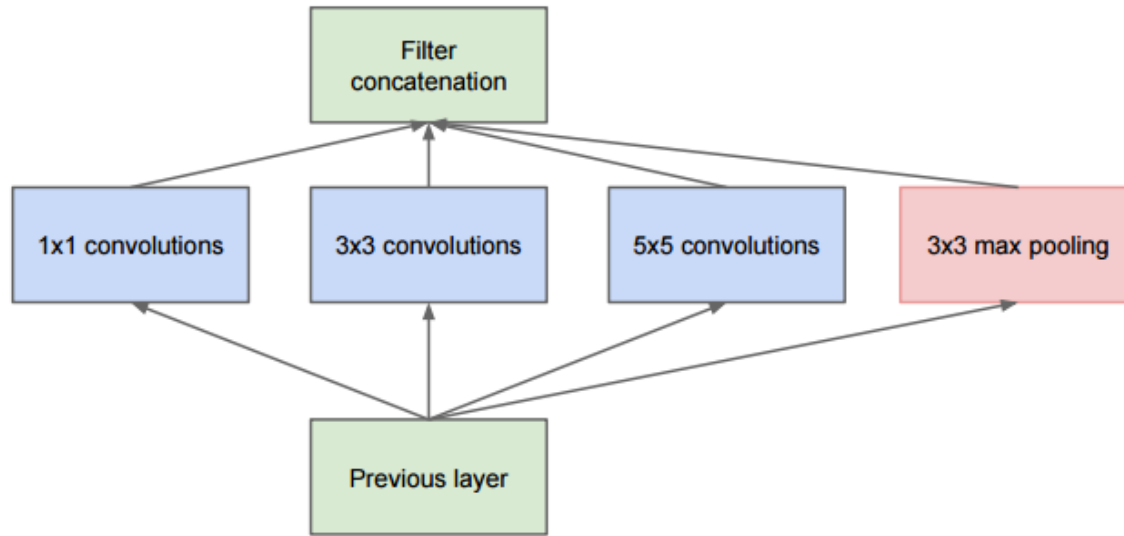 Filter
concatenation
1x1 convolutions
3x3 convolutions
5x5 convolutions
3x3 max pooling
Previous layer